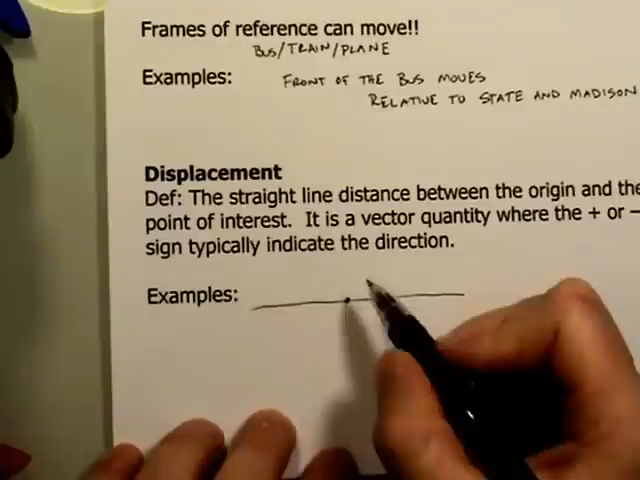 Frames of reference can move!!
BUS/TRAIN/PLANE
Examples: FRONT OF THE BUS MOVES
RELATIVE TO STATE AND MADISON
Displacement
Def: The straight line distance between the origin and the
point of interest. It is a vector quantity where the + or –
sign typically indicate the direction.
Examples: